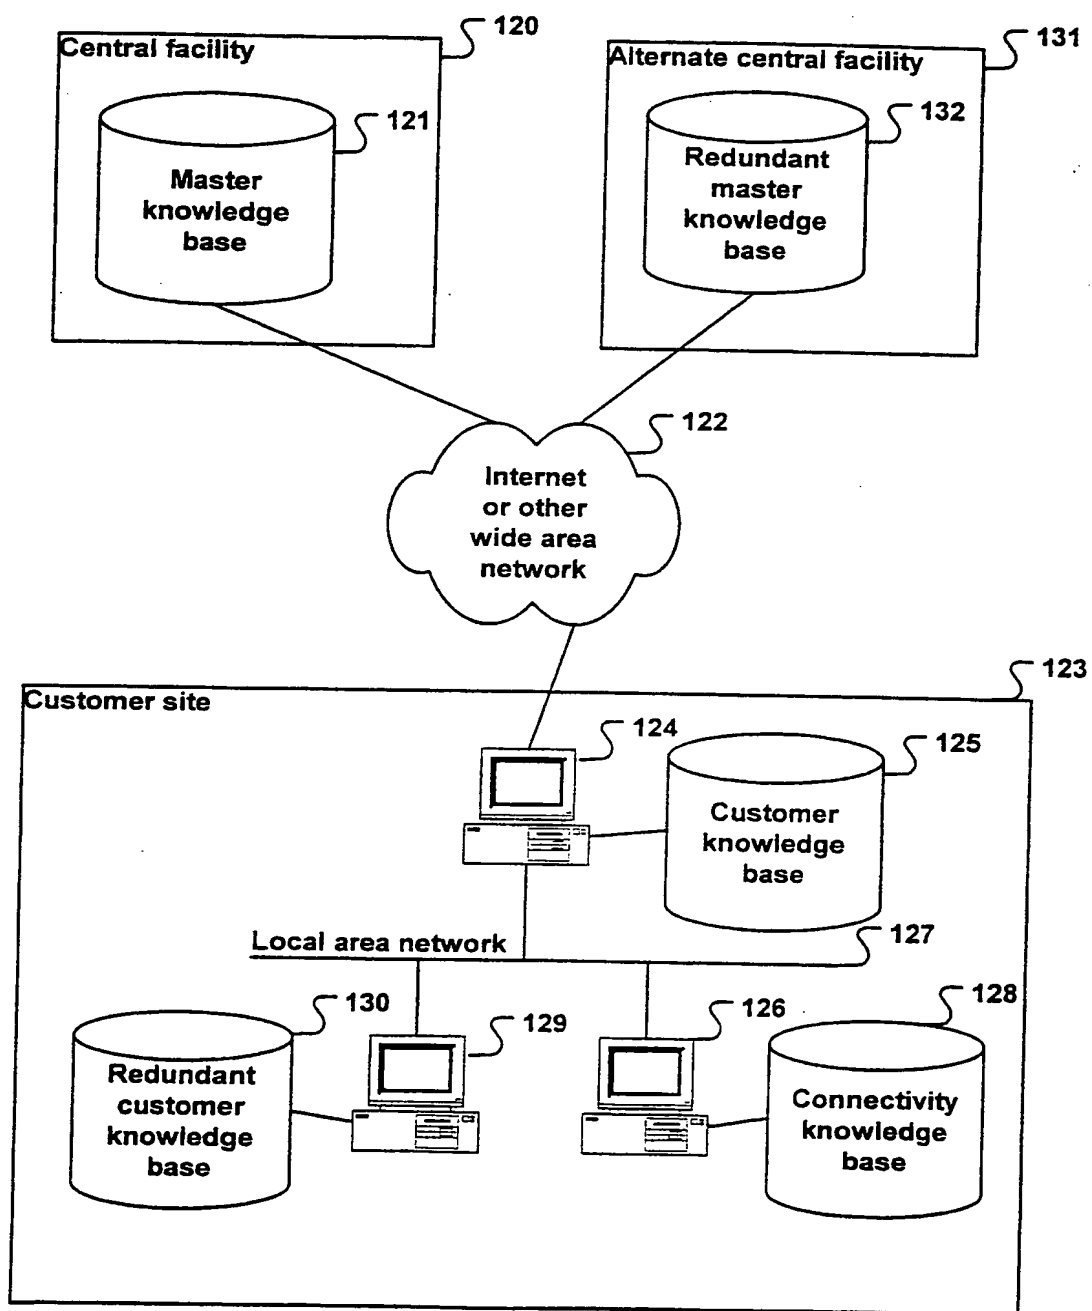 120
131
Central facility
Alternate central facility
121
132
Master
knowledge
base
Redundant
master
knowledge
base
122
Internet
or other
wide area
network
123
Customer site
124
125
Customer
knowledge
base
Local area network
127
130
129
126
128
Redundant
customer
knowledge
base
Connectivity
knowledge
base